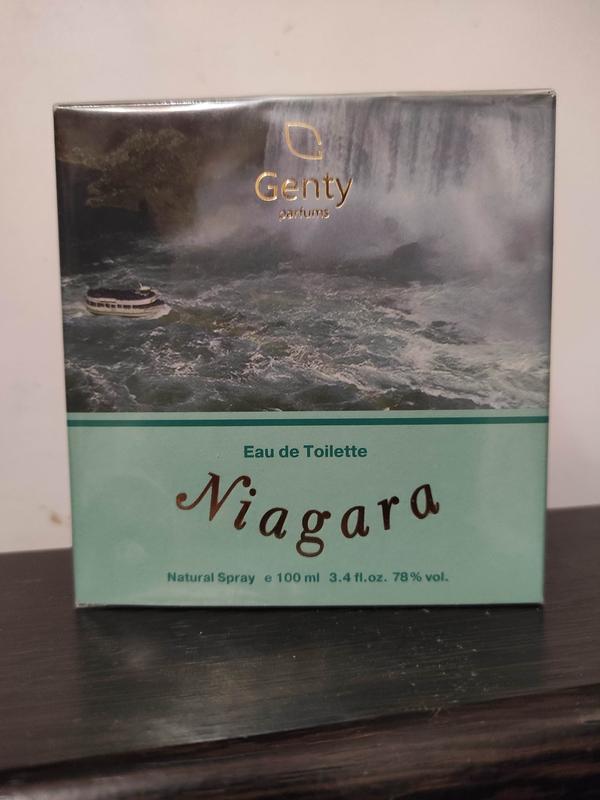 Genty
parfums
Eau de Toilette
Niagara
Natural Spray e 100 ml 3.4 fl.oz. 78% vol.